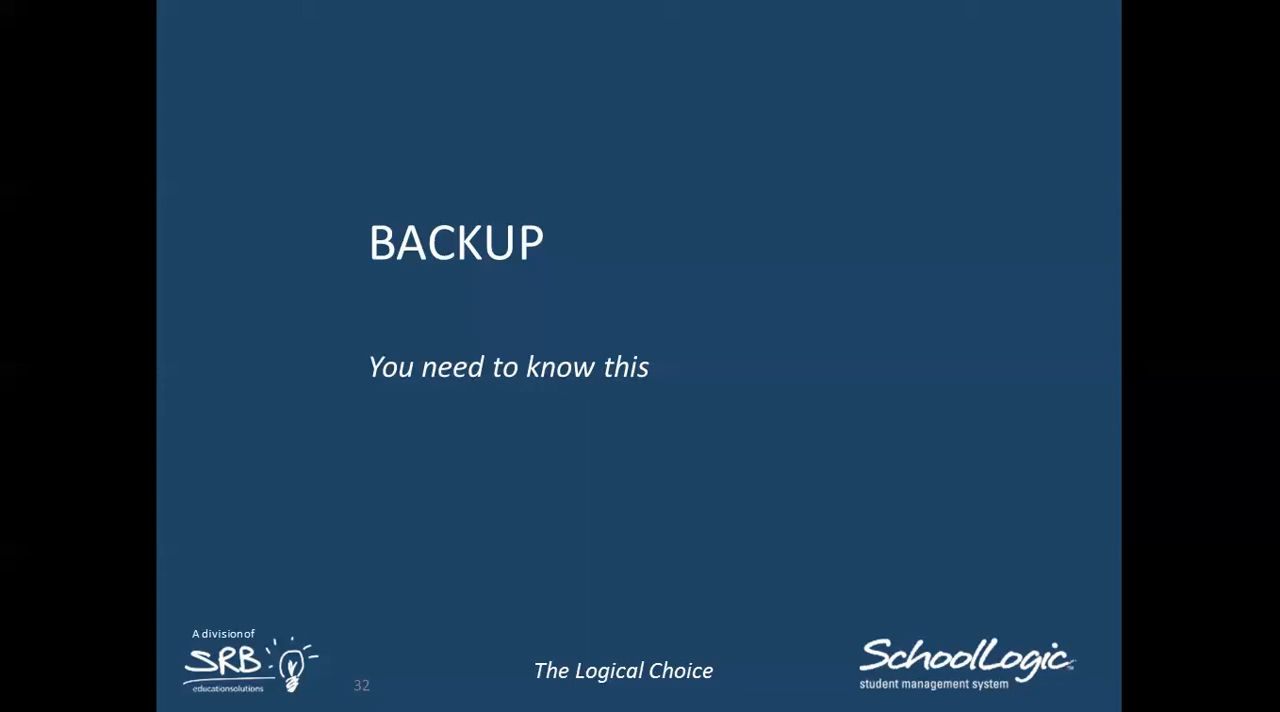 BACKUP
You need to know this
A division of
SRB
educationsolutions
32
The Logical Choice
SchoolLogic
student management system